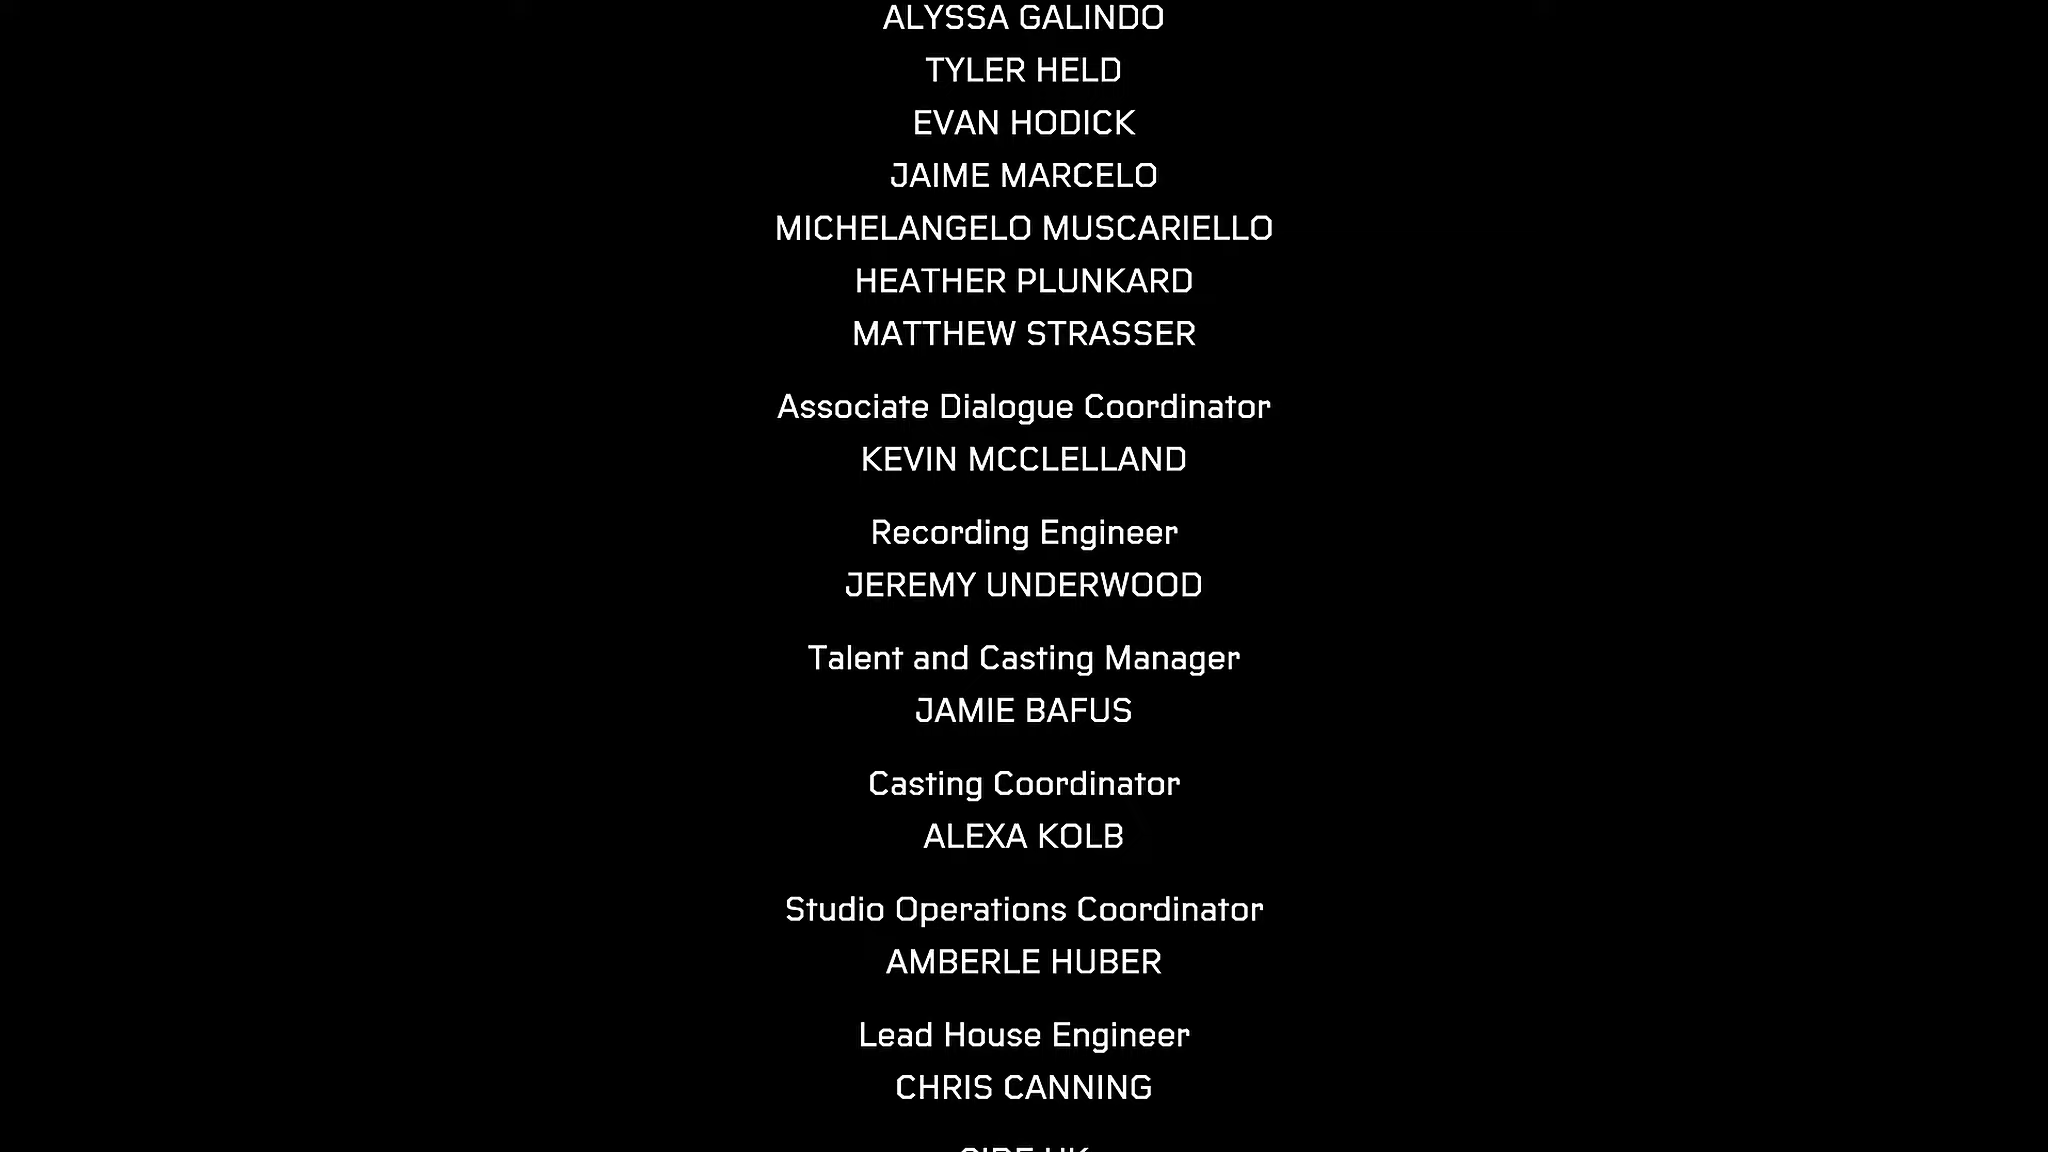 ALYSSA GALINDO
TYLER HELD
EVAN HODICK
JAIME MARCELO
MICHELANGELO MUSCARIELLO
HEATHER PLUNKARD
MATTHEW STRASSER
Associate Dialogue Coordinator
KEVIN MCCLELLAND
Recording Engineer
JEREMY UNDERWOOD
Talent and Casting Manager
JAMIE BAFUS
Casting Coordinator
ALEXA KOLB
Studio Operations Coordinator
AMBERLE HUBER
Lead House Engineer
CHRIS CANNING